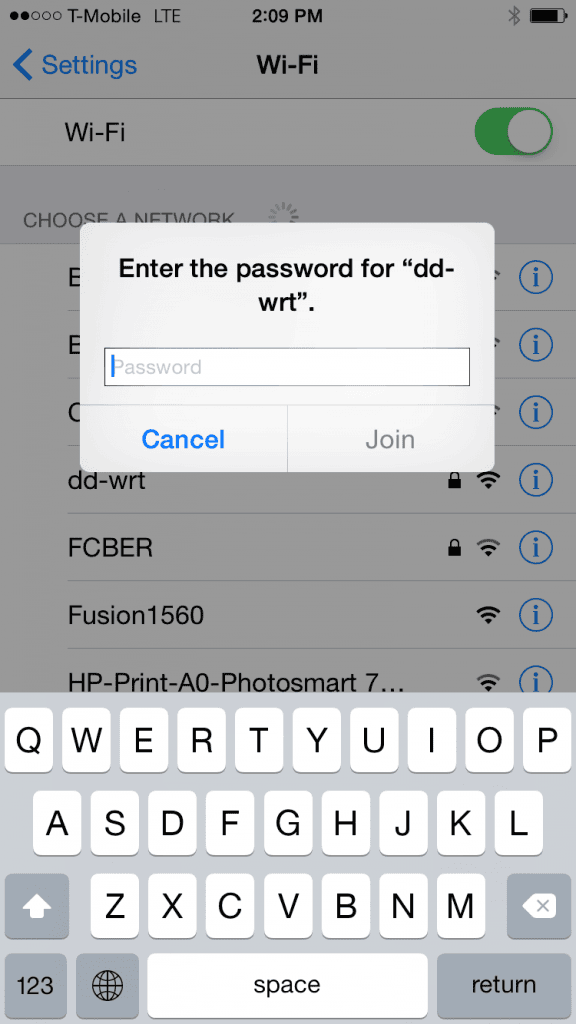 T-Mobile LTE 2:09 PM
Settings Wi-Fi
Wi-Fi
CHOOSE A NETWORK
Enter the password for “dd-
wrt”.
Password
Cancel Join
dd-wrt
FCBER
Fusion1560
HP-Print-A0-Photosmart 7...
Q W E R T Y U I O P
A S D F G H J K L
Z X C V B N M
123 space return